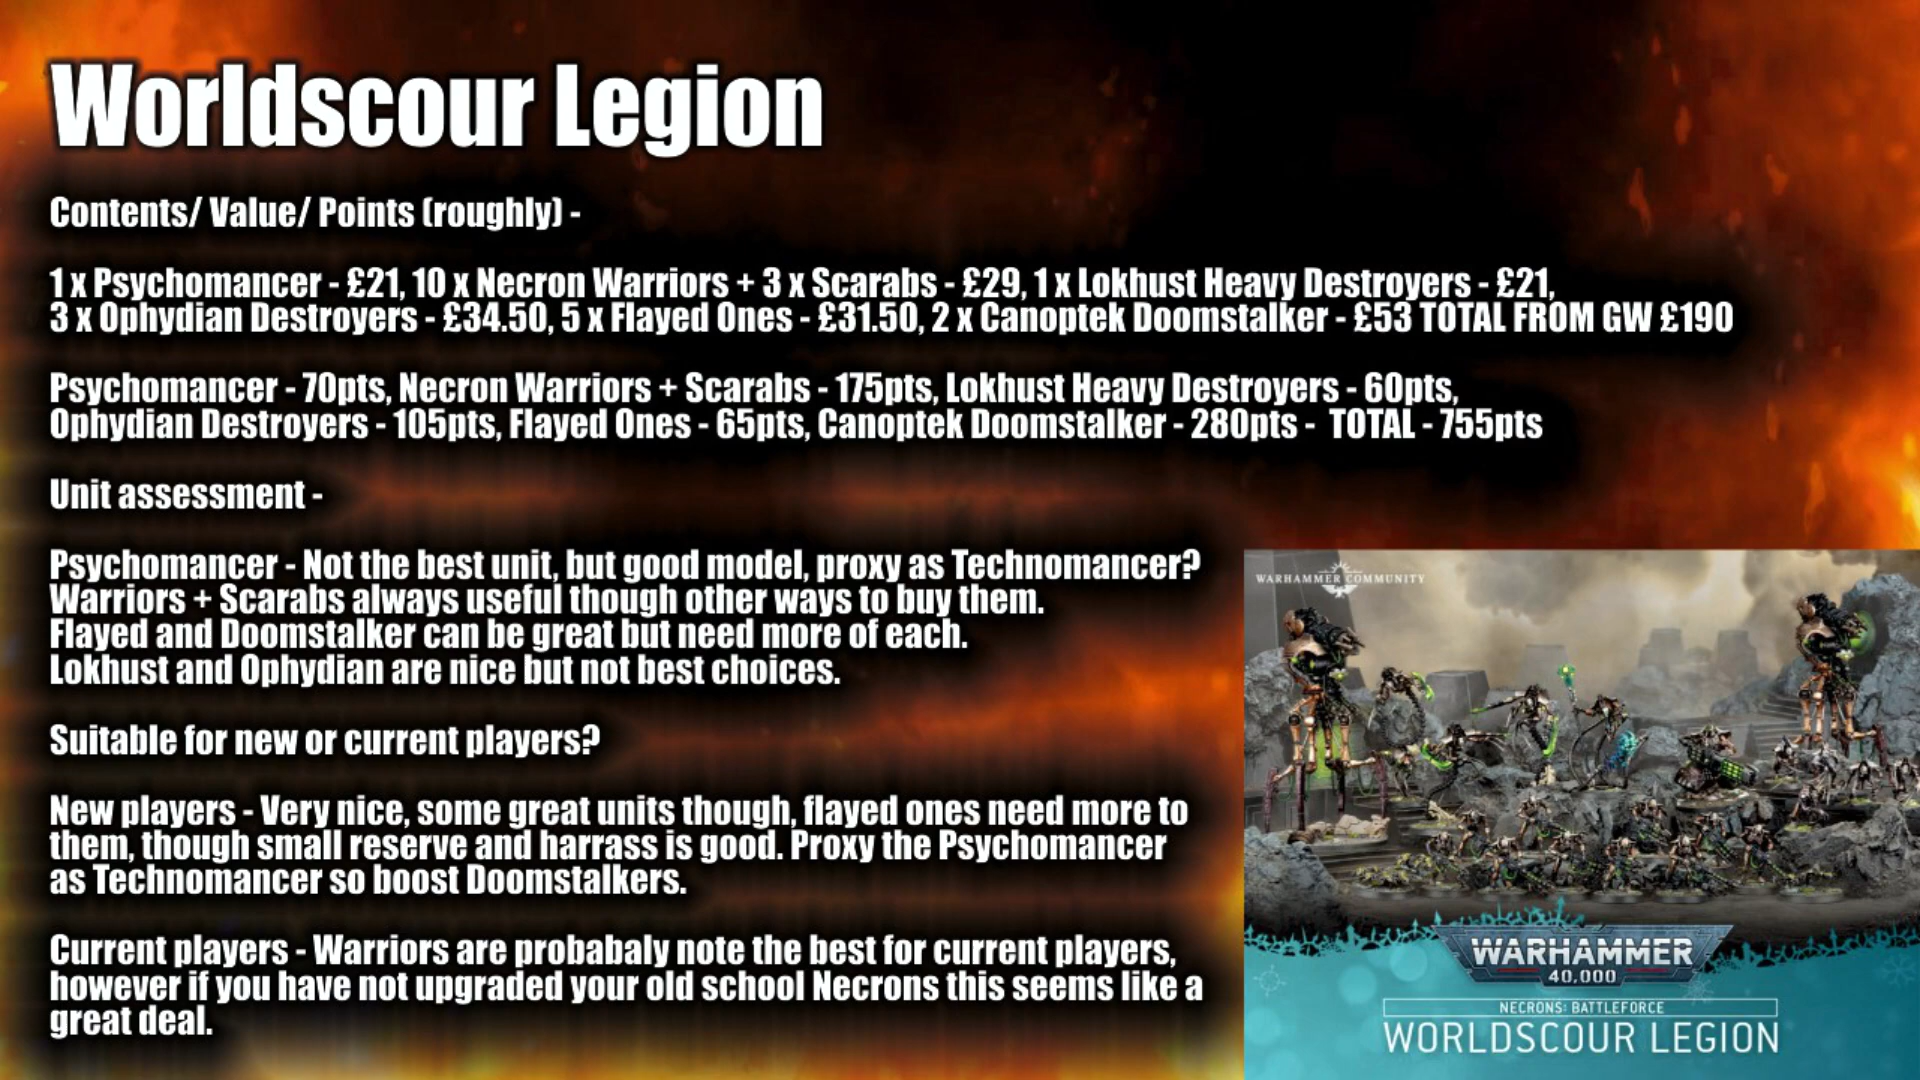 Worldscour Legion
Contents/ Value/ Points (roughly) -
1 x Psychomancer - £21, 10 x Necron Warriors + 3 x Scarabs - £29, 1 x Lokhust Heavy Destroyers - £21,
3 x Ophydian Destroyers - £34.50, 5 x Flayed Ones - £31.50, 2 x Canoptek Doomstalker - £53 TOTAL FROM GW £190
Psychomancer - 70pts, Necron Warriors + Scarabs - 175pts, Lokhust Heavy Destroyers - 60pts,
Ophydian Destroyers - 105pts, Flayed Ones - 65pts, Canoptek Doomstalker - 280pts - TOTAL - 755pts
Unit assessment -
Psychomancer - Not the best unit, but good model, proxy as Technomancer?
Warriors + Scarabs always useful though other ways to buy them.
Flayed and Doomstalker can be great but need more of each.
Lokhust and Ophydian are nice but not best choices.
Suitable for new or current players?
New players - Very nice, some great units though, flayed ones need more to
them, though small reserve and harrass is good. Proxy the Psychomancer
as Technomancer so boost Doomstalkers.
Current players - Warriors are probabaly note the best for current players,
however if you have not upgraded your old school Necrons this seems like a
great deal.
WARHAMMER COMMUNITY
WARHAMMER
40,000
NECRONS: BATTLEFORCE
WORLDSCOUR LEGION